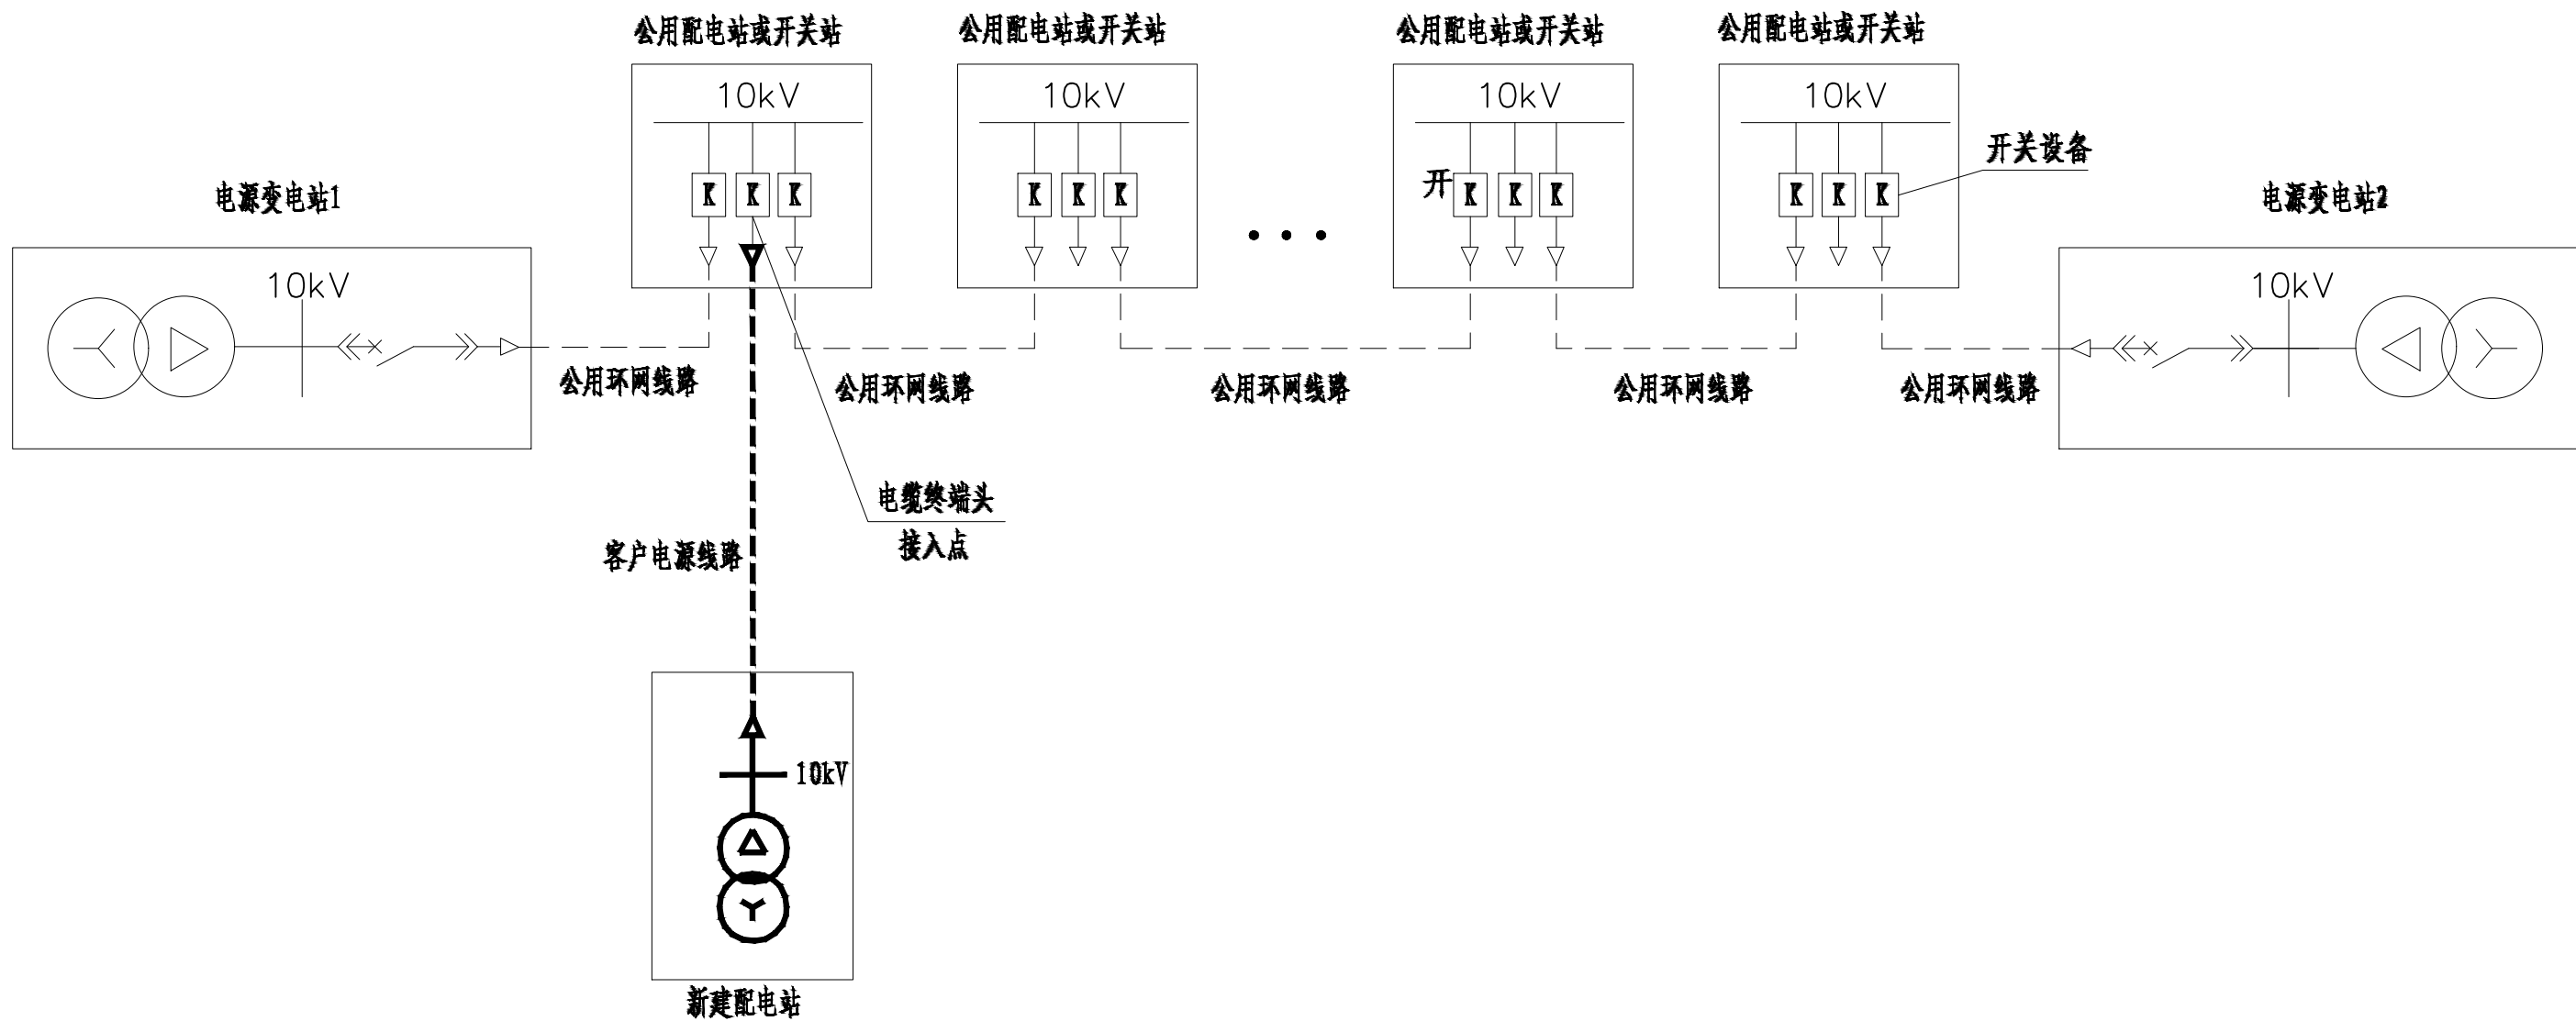 公用配电站或开关站
公用配电站或开关站
公用配电站或开关站
公用配电站或开关站
10kV
10kV
10kV
10kV
开关设备
K
K
K
K
K
K
开
K
K
K
K
K
K
电源变电站1
电源变电站2
10kV
10kV
公用环网线路
公用环网线路
公用环网线路
公用环网线路
公用环网线路
电缆终端头
接入点
客户电源线路
10kV
新建配电站